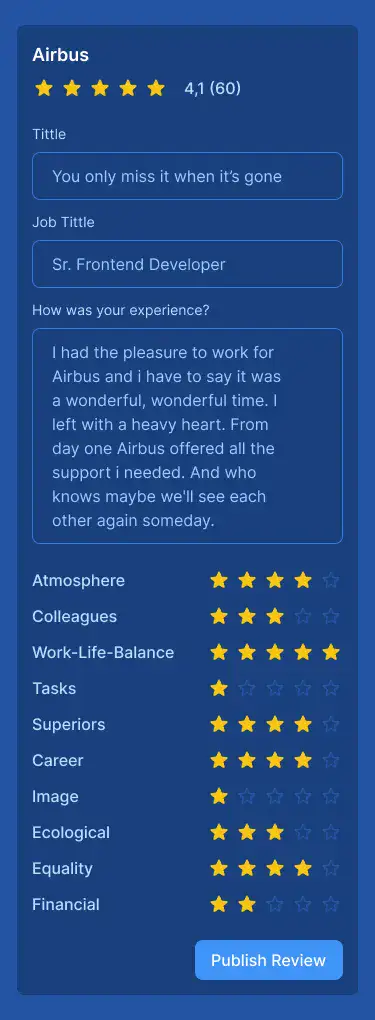 Airbus
4,1 (60)
Tittle
You only miss it when it’s gone
Job Tittle
Sr. Frontend Developer
How was your experience?
I had the pleasure to work for
Airbus and i have to say it was
a wonderful, wonderful time. I
left with a heavy heart. From
day one Airbus offered all the
support i needed. And who
knows maybe we'll see each
other again someday.
Atmosphere
Colleagues
Work-Life-Balance
Tasks
Superiors
Career
Image
Ecological
Equality
Financial
Publish Review